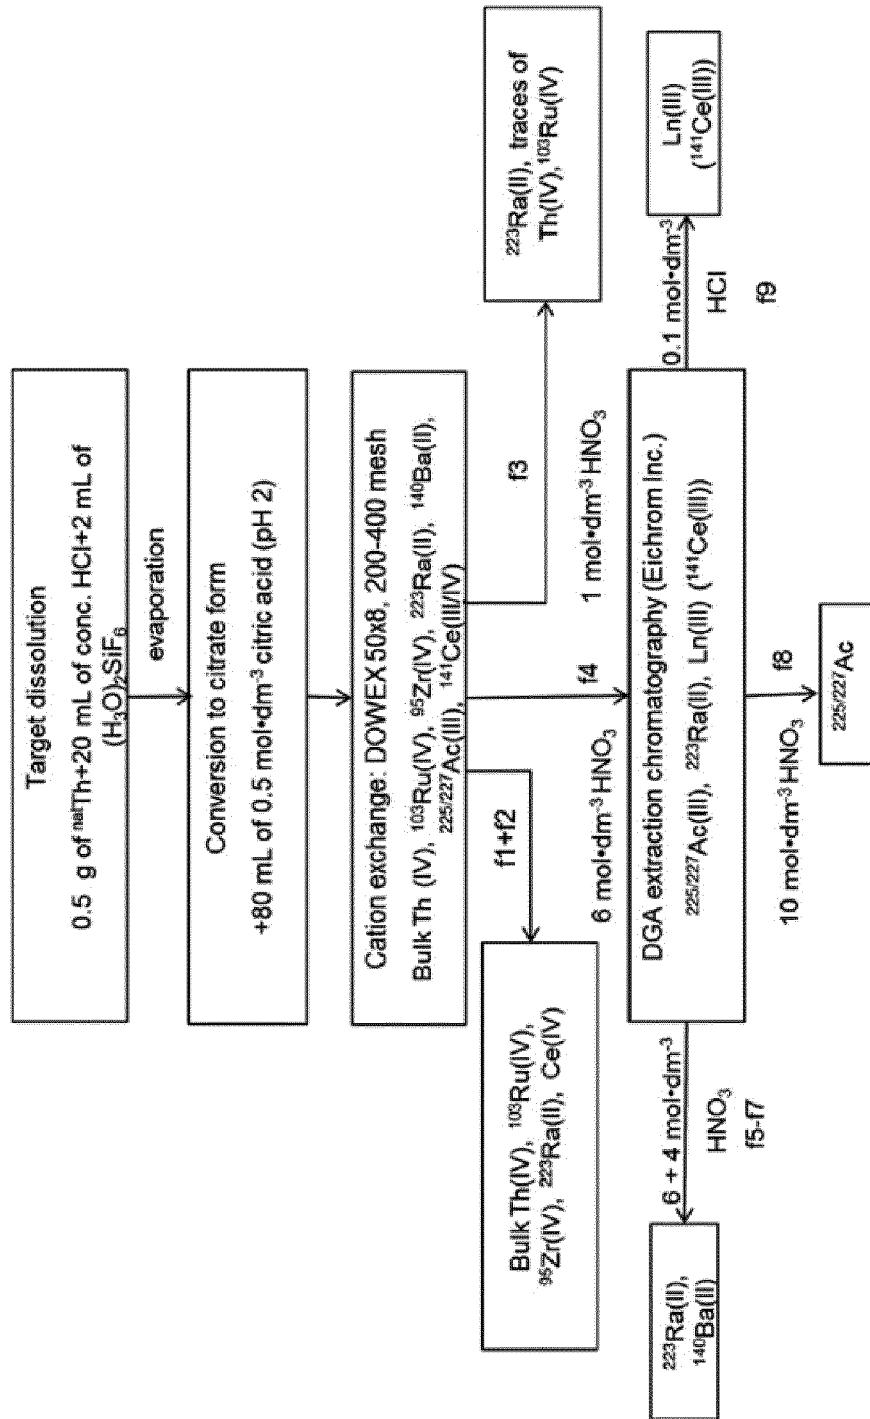 Target dissolution
0.5 g of natTh+20 mL of conc. HCl+2 mL of
(H3O)2SiF6
evaporation
Conversion to citrate form
+80 mL of 0.5 mol•dm-3 citric acid (pH 2)
Cation exchange: DOWEX 50x8, 200-400 mesh
Bulk Th (IV), 103Ru(IV), 95Zr(IV), 223Ra(II), 140Ba(II),
225/227Ac(III), 141Ce(III/IV)
f1+f2
Bulk Th(IV), 103Ru(IV),
95Zr(IV), 223Ra(II), Ce(IV)
6 mol•dm-3 HNO3
f4
1 mol•dm-3 HNO3
f3
223Ra(II), traces of
Th(IV),103Ru(IV)
DGA extraction chromatography (Eichrom Inc.)
225/227Ac(III), 223Ra(II), Ln(III) (141Ce(III))
6 + 4 mol•dm-3
HNO3
f5-f7
223Ra(II),
140Ba(II)
10 mol•dm-3 HNO3
f8
225/227Ac
0.1 mol•dm-3
HCl
f9
Ln(III)
(141Ce(III))